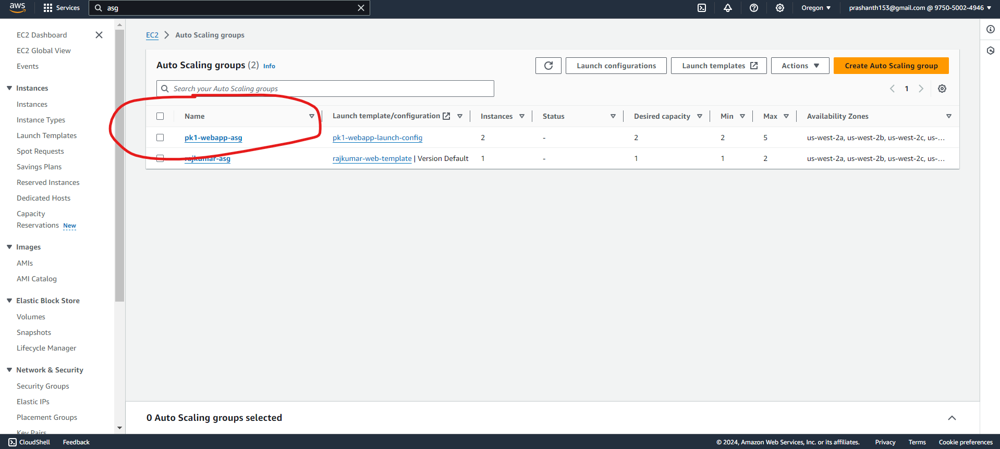 aws Services asg Oregon prashanth153@gmail.com @ 9750-5002-4946
EC2 Dashboard
EC2 Global View
Events
Instances
Instances
Instance Types
Launch Templates
Spot Requests
Savings Plans
Reserved Instances
Dedicated Hosts
Capacity
Reservations New
Images
AMIs
AMI Catalog
Elastic Block Store
Volumes
Snapshots
Lifecycle Manager
Network & Security
Security Groups
Elastic IPs
Placement Groups
Key Pairs
EC2 Auto Scaling groups
Auto Scaling groups (2) Info Launch configurations Launch templates Actions Create Auto Scaling group
Search your Auto Scaling groups 1
Name Launch template/configuration Instances Status Desired capacity Min Max Availability Zones
pk1-webapp-asg pk1-webapp-launch-config 2 - 2 2 5 us-west-2a, us-west-2b, us-west-2c, us-...
rajkumar-asg rajkumar-web-template | Version Default 1 - 1 1 2 us-west-2a, us-west-2b, us-west-2c, us-...
0 Auto Scaling groups selected
CloudShell Feedback © 2024, Amazon Web Services, Inc. or its affiliates. Privacy Terms Cookie preferences